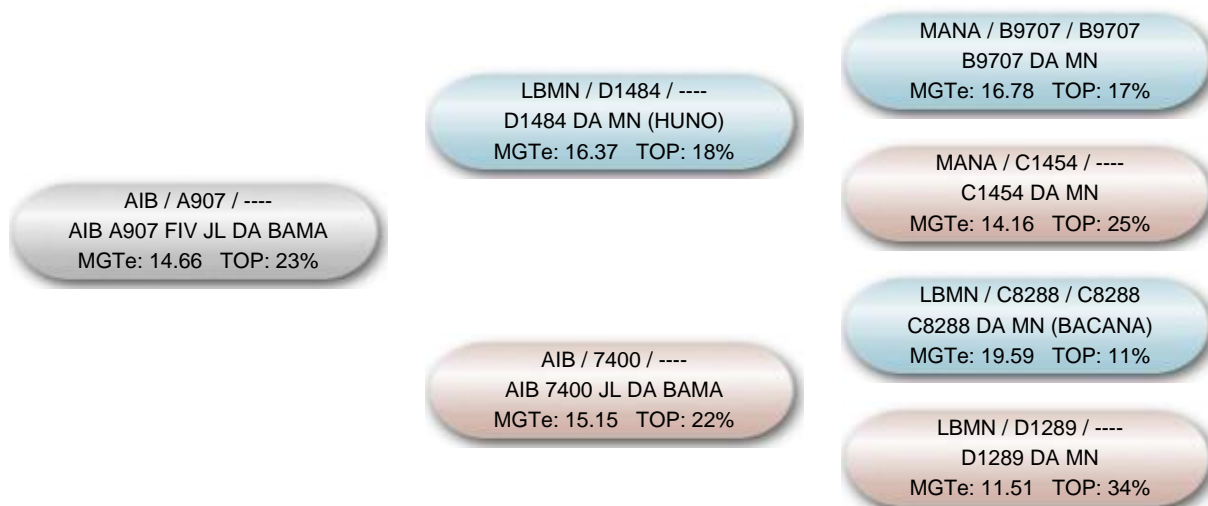 AIB / A907 / ----
AIB A907 FIV JL DA BAMA
MGTe: 14.66 TOP: 23%
LBMN / D1484 / ----
D1484 DA MN (HUNO)
MGTe: 16.37 TOP: 18%
AIB / 7400 / ----
AIB 7400 JL DA BAMA
MGTe: 15.15 TOP: 22%
MANA / B9707 / B9707
B9707 DA MN
MGTe: 16.78 TOP: 17%
MANA / C1454 / ----
C1454 DA MN
MGTe: 14.16 TOP: 25%
LBMN / C8288 / C8288
C8288 DA MN (BACANA)
MGTe: 19.59 TOP: 11%
LBMN / D1289 / ----
D1289 DA MN
MGTe: 11.51 TOP: 34%